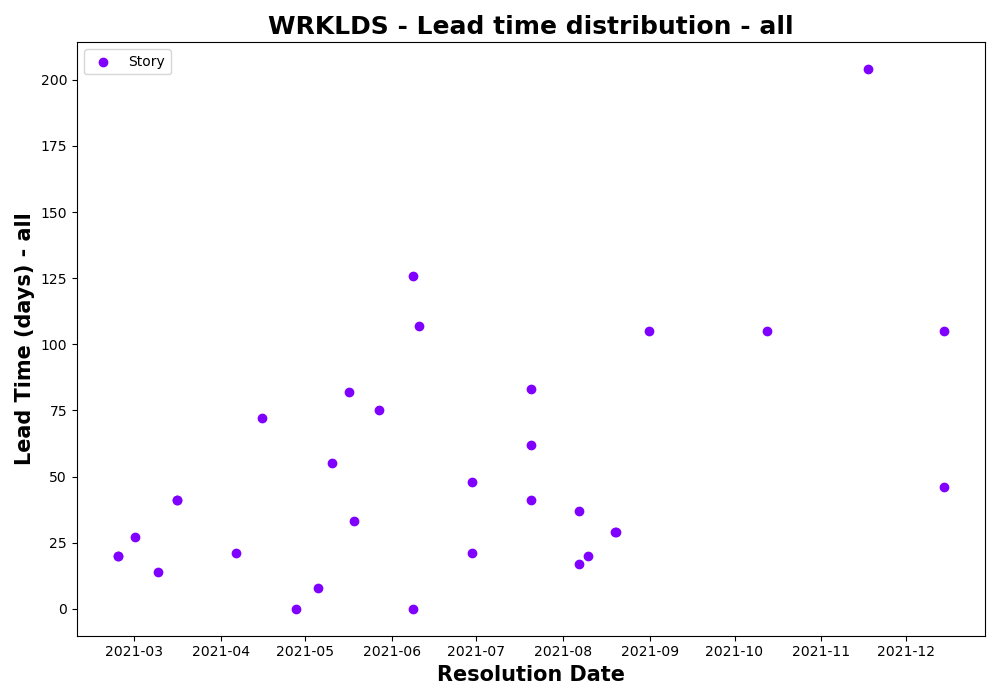 WRKLDS - Lead time distribution - all
Story
Lead Time (days) - all
200
175
150
125
100
75
50
25
0
2021-03 2021-04 2021-05 2021-06 2021-07 2021-08 2021-09 2021-10 2021-11 2021-12
Resolution Date